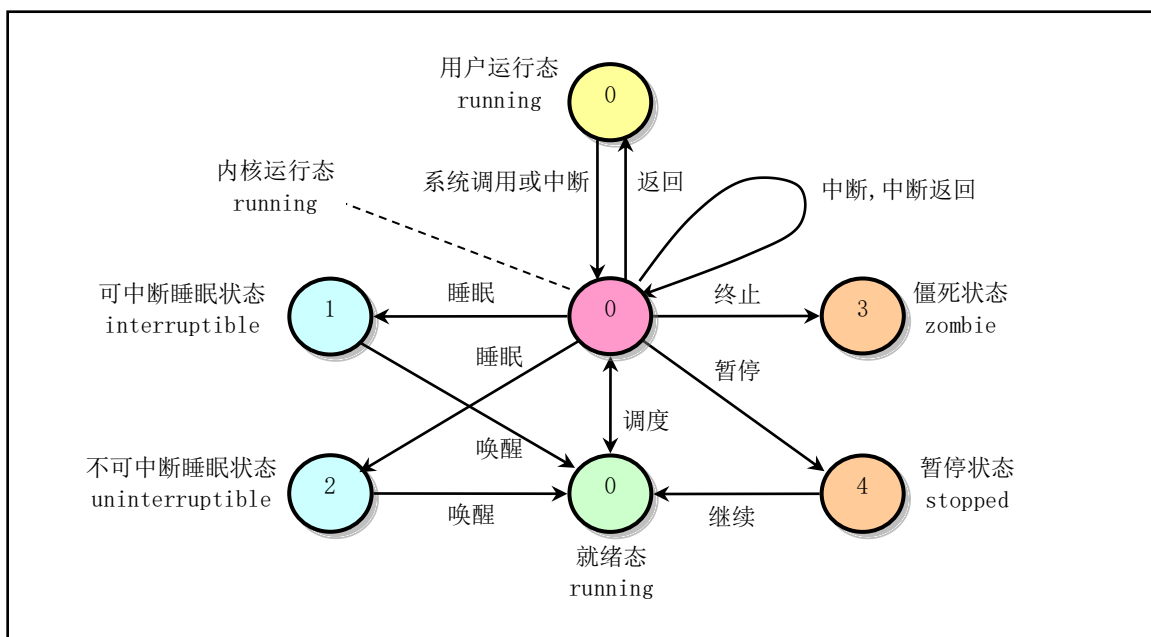 用户运行态
running
0
内核运行态
running
系统调用或中断
返回
中断,中断返回
可中断睡眠状态
interruptible
1
睡眠
0
终止
3
僵死状态
zombie
睡眠
暂停
调度
唤醒
不可中断睡眠状态
uninterruptible
2
唤醒
0
继续
4
暂停状态
stopped
就绪态
running